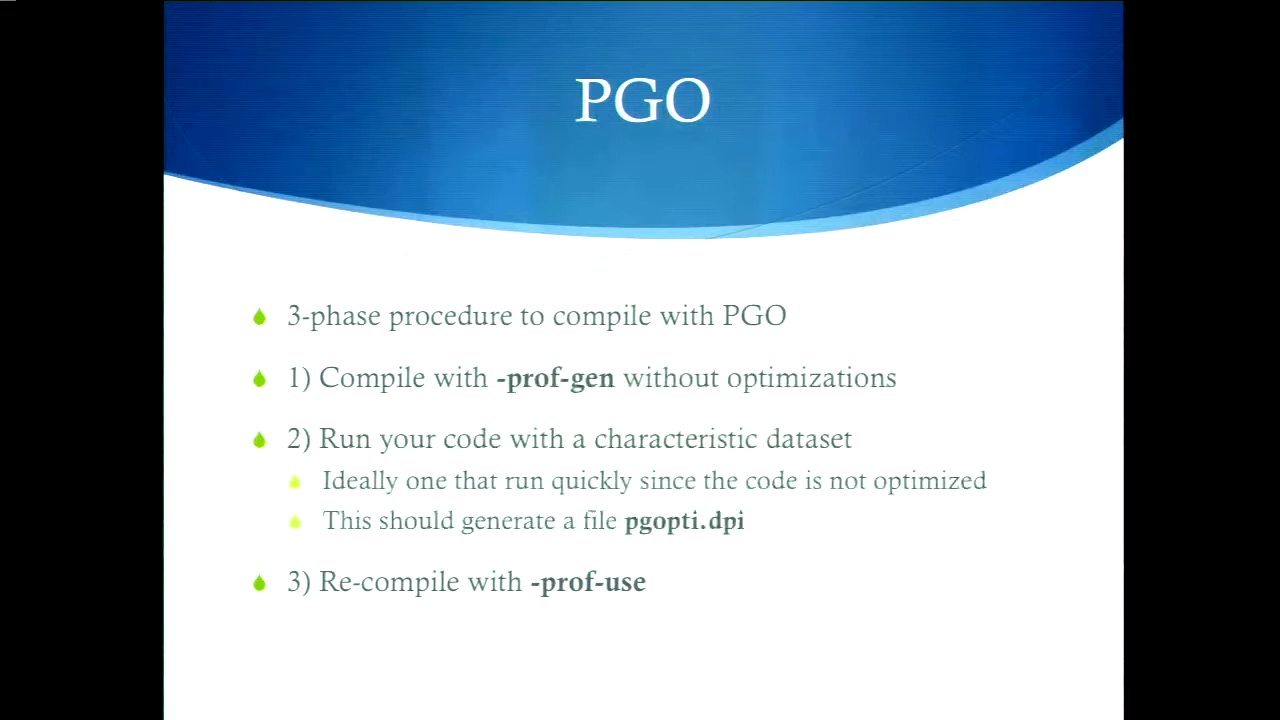 PGO
3-phase procedure to compile with PGO
1) Compile with -prof-gen without optimizations
2) Run your code with a characteristic dataset
Ideally one that run quickly since the code is not optimized
This should generate a file pgopti.dpi
3) Re-compile with -prof-use